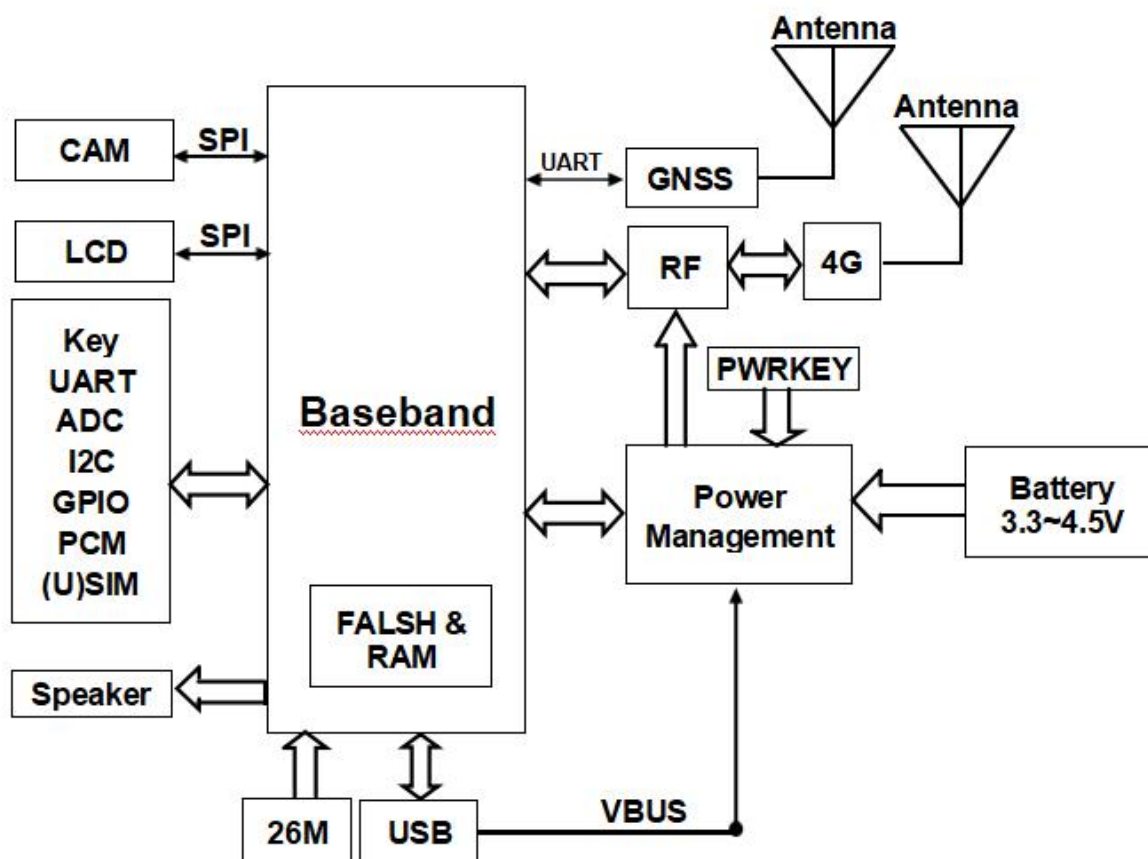 Antenna
Antenna
CAM
SPI
UART
GNSS
LCD
SPI
RF
4G
Key
UART
ADC
I2C
GPIO
PCM
(U)SIM
Baseband
PWRKEY
Power
Management
Battery
3.3~4.5V
FALSH &
RAM
Speaker
26M
USB
VBUS